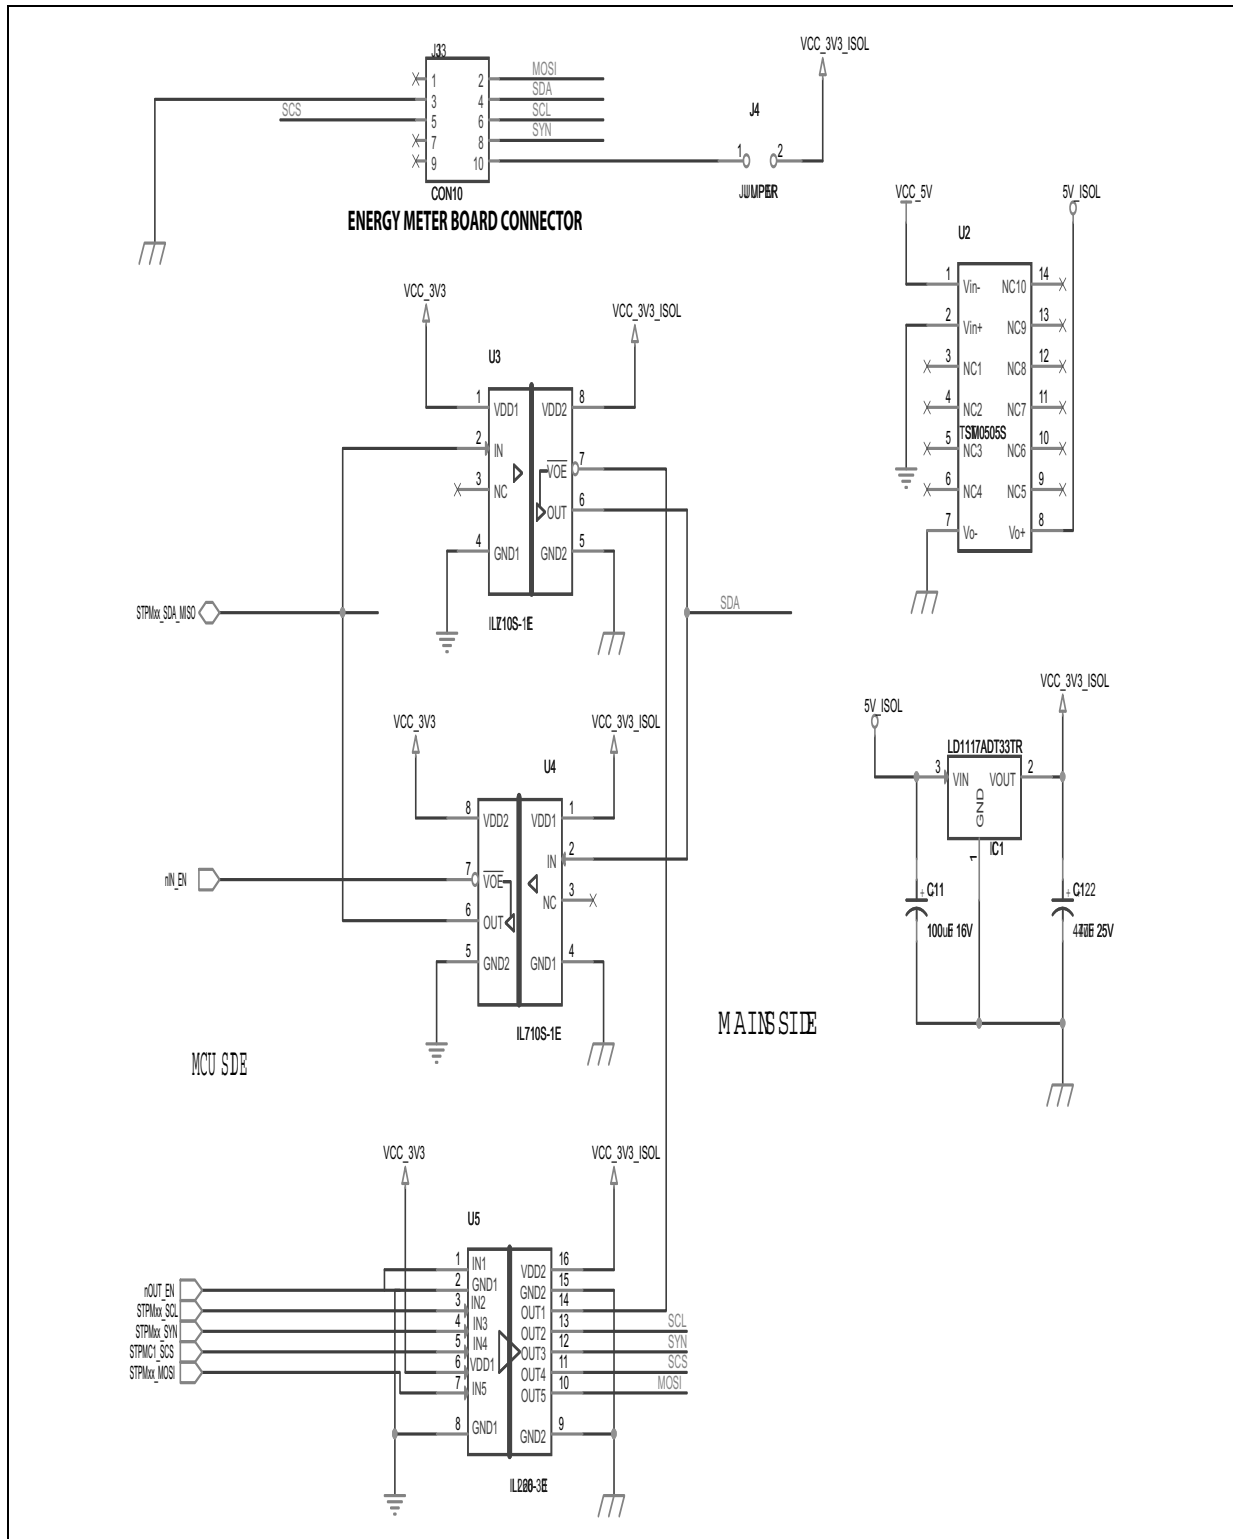 VCC_3V3_ISOL
MOSI
1 2
SDA
3 4
SCS
SCL
5 6
J4
SYN
7 8
1 2
9 10
CON10
ENERGY METER BOARD CONNECTOR
VCC_5V
5V_ISOL
U2
1 Vin- NC10 14
2 Vin+ NC9 13
3 NC1 NC8 12
4 NC2 NC7 11
5 NC3 NC6 10
6 NC4 NC5 9
7 Vo- Vo+ 8
VCC_3V3
VCC_3V3_ISOL
U3
1 VDD1 VDD2 8
2 IN VOE 7
3 NC OUT 6
4 GND1 GND2 5
STPMxx_SDA_MISO
SDA
VCC_3V3
VCC_3V3_ISOL
U4
8 VDD2 VDD1 1
7 VOE IN 2
6 OUT NC 3
5 GND2 GND1 4
nIN_EN
IL710S-1E
5V_ISOL
VCC_3V3_ISOL
LD1117ADT33TR
3 VIN VOUT 2
GND
1
IC1
+ C11
100uF 16V
+
25V
MAINS SIDE
MCU
VCC_3V3
VCC_3V3_ISOL
U5
1 IN1 VDD2 16
2 GND1 GND2 15
3 IN2 OUT1 14
4 IN3 OUT2 13
5 IN4 OUT3 12
6 VDD1 OUT4 11
7 IN5 OUT5 10
8 GND1 GND2 9
nOUT_EN
STPMxx_SCL
STPMxx_SYN
STPMC1_SCS
STPMxx_MOSI
SCL
SYN
SCS
MOSI